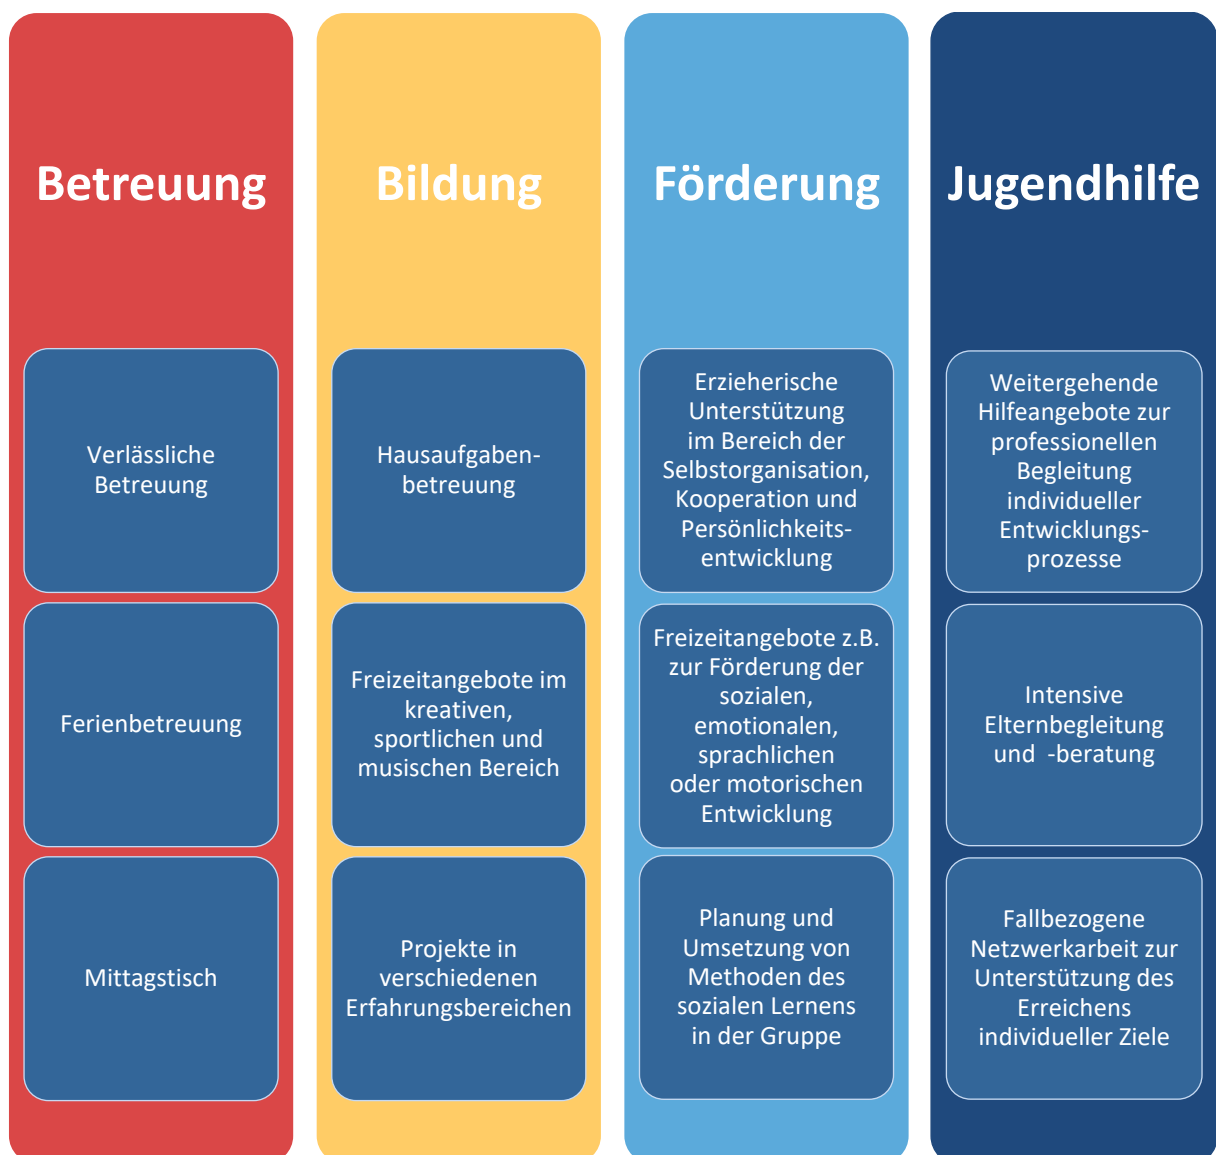 Betreuung
Verlässliche
Betreuung
Ferienbetreuung
Mittagstisch
Bildung
Hausaufgaben-
betreuung
Freizeitangebote im
kreativen,
sportlichen und
musischen Bereich
Projekte in
verschiedenen
Erfahrungsbereichen
Förderung
Erzieherische
Unterstützung
im Bereich der
Selbstorganisation,
Kooperation und
Persönlichkeits-
entwicklung
Freizeitangebote z.B.
zur Förderung der
sozialen,
emotionalen,
sprachlichen
oder motorischen
Entwicklung
Planung und
Umsetzung von
Methoden des
sozialen Lernens
in der Gruppe
Jugendhilfe
Weitergehende
Hilfeangebote zur
professionellen
Begleitung
individueller
Entwicklungs-
prozesse
Intensive
Elternbegleitung
und -beratung
Fallbezogene
Netzwerkarbeit zur
Unterstützung des
Erreichens
individueller Ziele